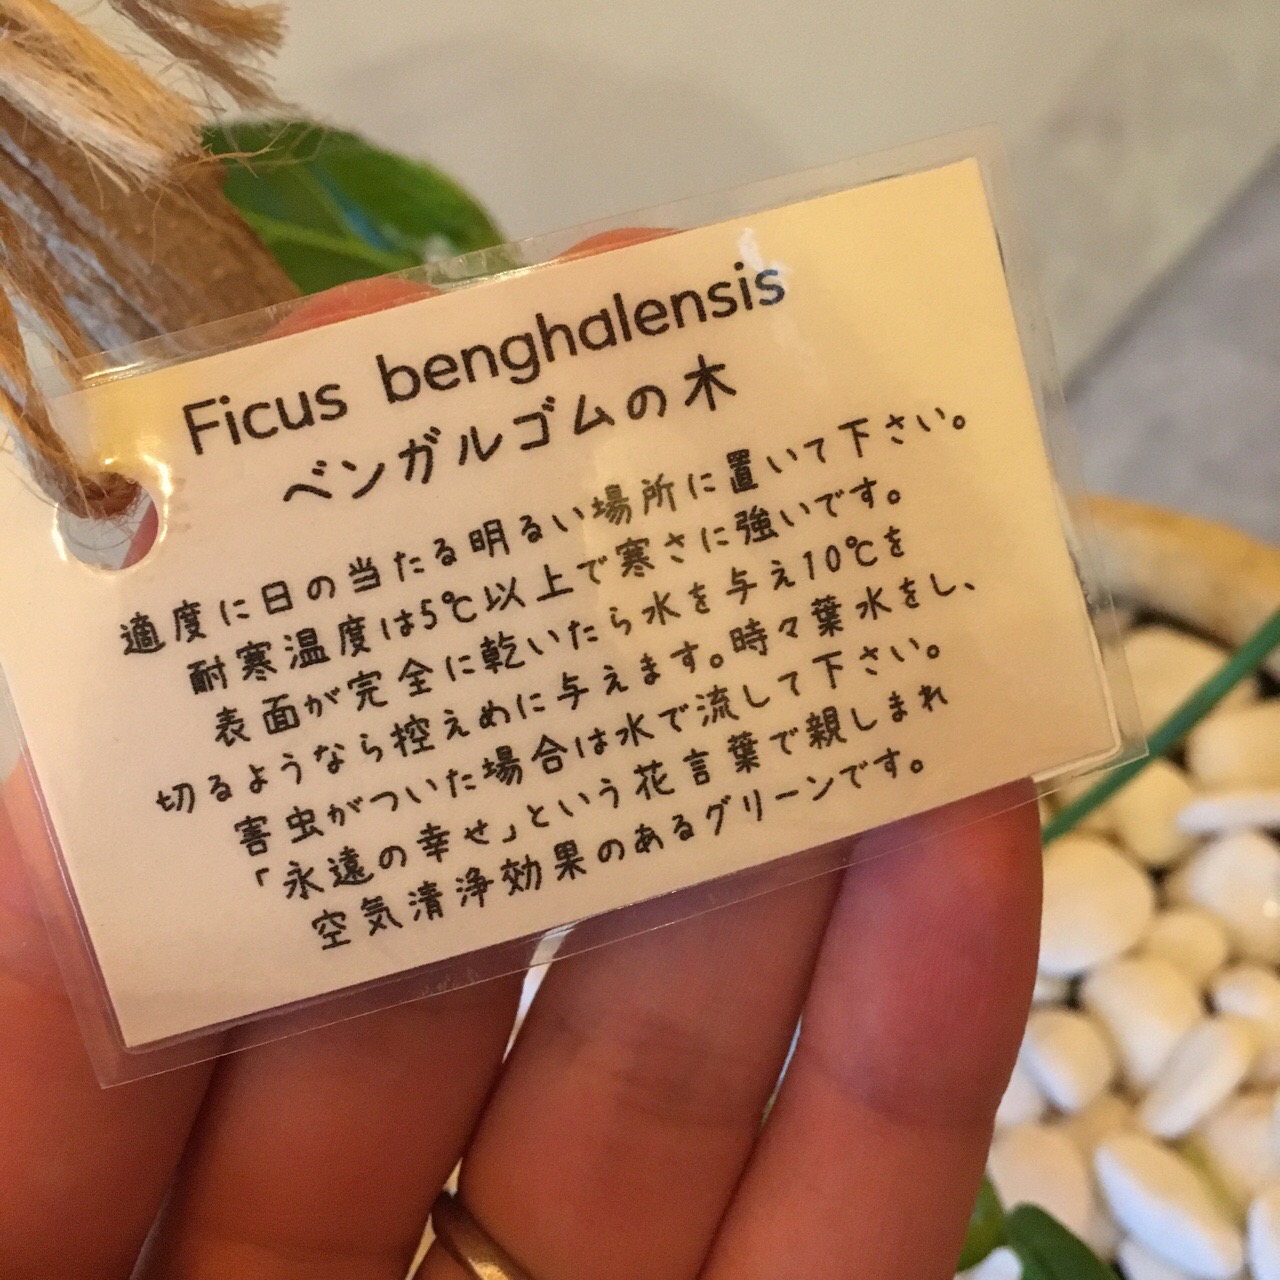 Ficus benghalensis
ベンガルゴムの木
適度に日の当たる明るい場所に置いて下さい。
耐寒温度は5℃以上で寒さに強いです。
表面が完全に乾いたら水を与え10℃を
切るようなら控えめに与えます。時々葉水をし、
害虫がついた場合は水で流して下さい。
「永遠の幸せ」という花言葉で親しまれ
空気清浄効果のあるグリーンです。